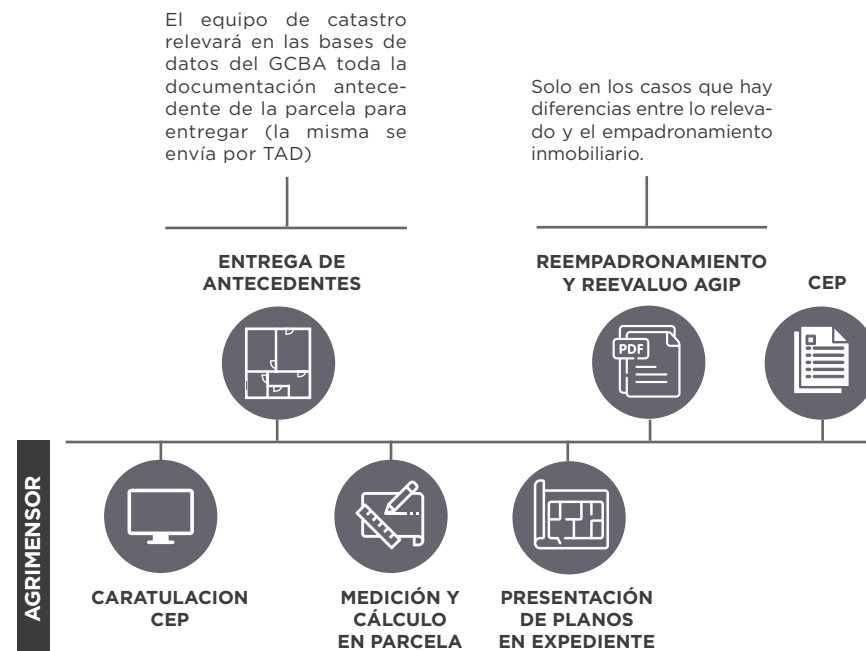 El equipo de catastro
relevará en las bases de
datos del GCBA toda la
documentación antece-
dente de la parcela para
entregar (la misma se
envía por TAD)
Solo en los casos que hay
diferencias entre lo releva-
do y el empadronamiento
inmobiliario.
ENTREGA DE
ANTECEDENTES
REEMPADRONAMIENTO
Y REEVALUO AGIP
CEP
PDF
AGRIMENSOR
CARATULACION
CEP
MEDICIÓN Y
CÁLCULO
EN PARCELA
PRESENTACIÓN
DE PLANOS
EN EXPEDIENTE